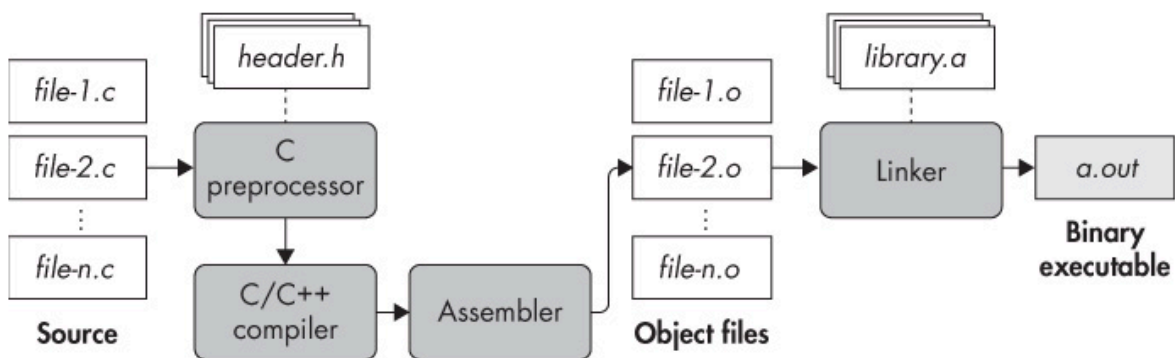 file-1.c
file-2.c
⋮
file-n.c
Source
header.h
C
preprocessor
C/C++
compiler
Assembler
file-1.o
file-2.o
⋮
file-n.o
Object files
library.a
Linker
a.out
Binary
executable